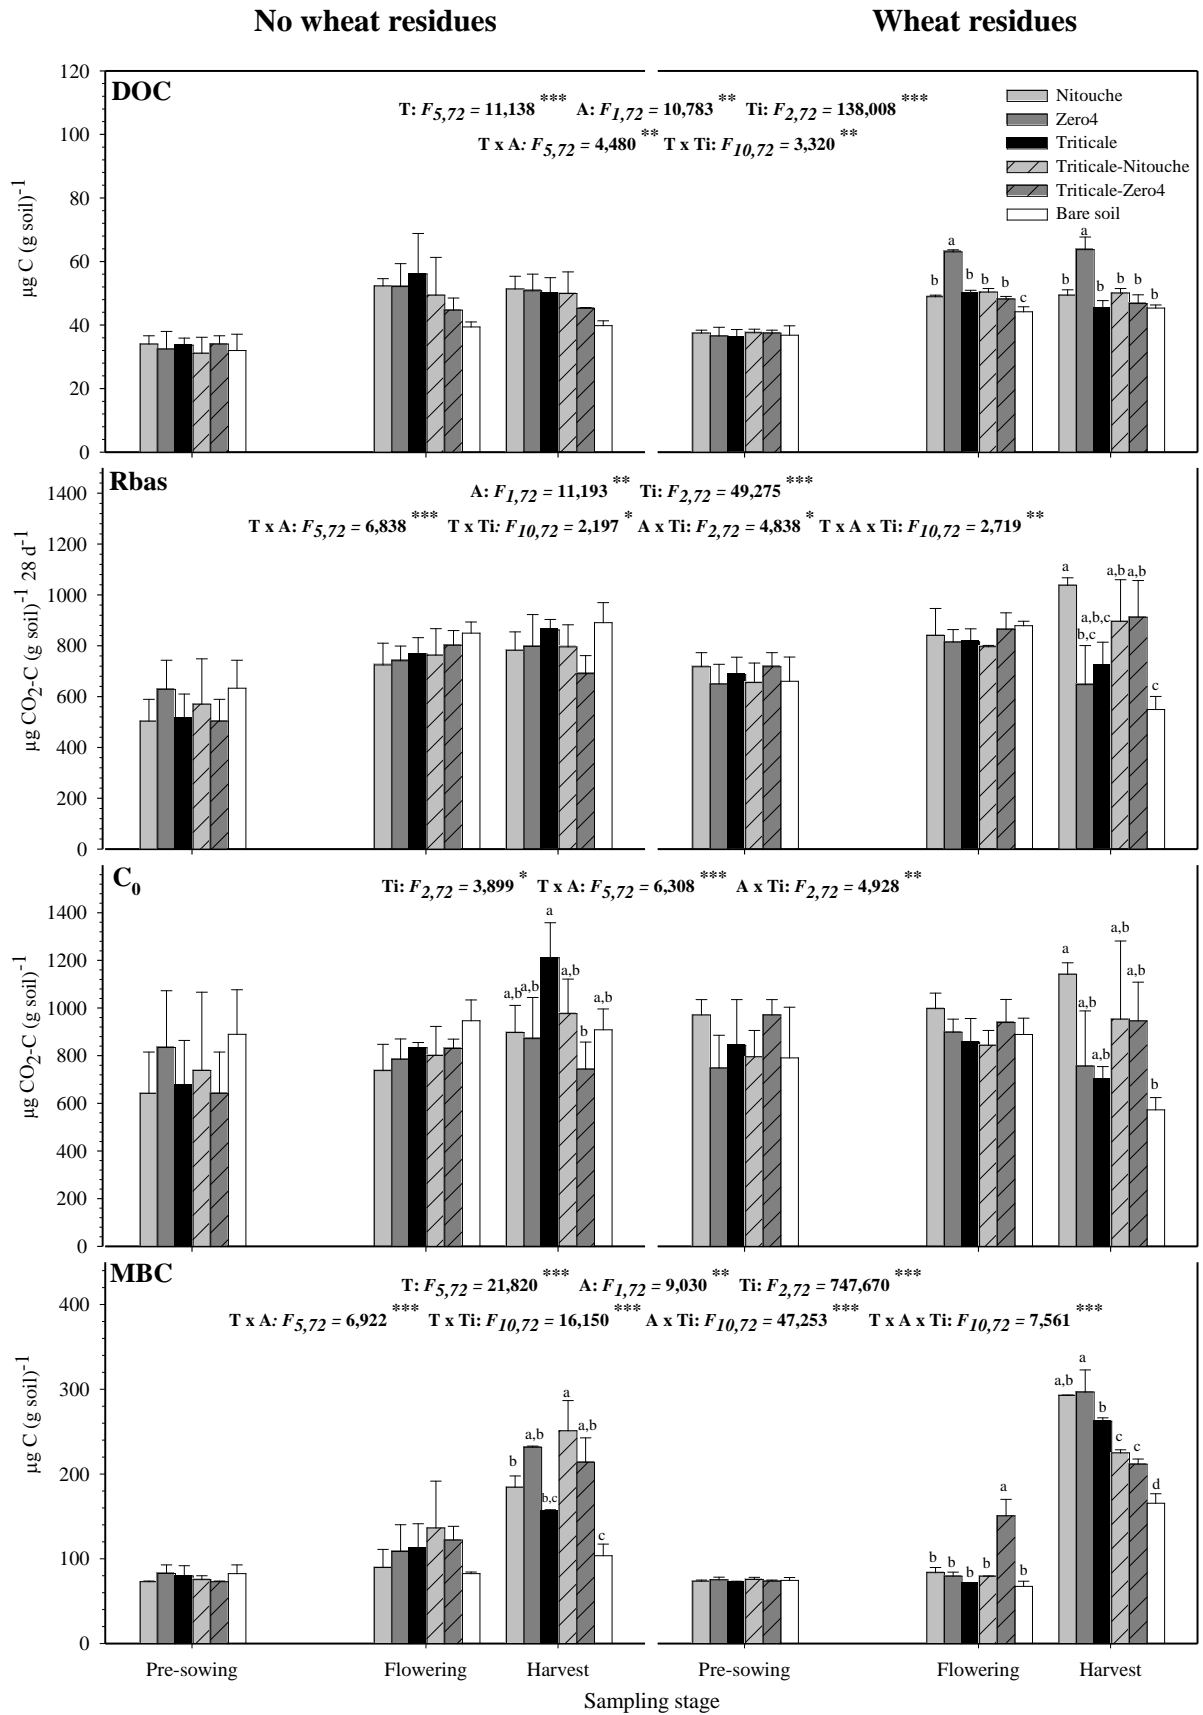 No wheat residues Wheat residues
DOC
T: F5,72 = 11,138 *** A: F1,72 = 10,783 ** Ti: F2,72 = 138,008 ***
T x A: F5,72 = 4,480 ** T x Ti: F10,72 = 3,320 **
Nitouche
Zero4
Triticale
Triticale-Nitouche
Triticale-Zero4
Bare soil
µg C (g soil)-1
120
100
80
60
40
20
0
a
b b b b c
a
b b b b b
Rbas
A: F1,72 = 11,193 ** Ti: F2,72 = 49,275 ***
T x A: F5,72 = 6,838 *** T x Ti: F10,72 = 2,197 * A x Ti: F2,72 = 4,838 * T x A x Ti: F10,72 = 2,719 **
µg CO2-C (g soil)-1 28 d-1
1400
1200
1000
800
600
400
200
0
a b,c a,b,c a,b a,b c
C0
Ti: F2,72 = 3,899 * T x A: F5,72 = 6,308 *** A x Ti: F2,72 = 4,928 **
µg CO2-C (g soil)-1
1400
1200
1000
800
600
400
200
0
a,b a,b a a,b b a,b
a a,b a,b a,b a,b b
MBC
T: F5,72 = 21,820 *** A: F1,72 = 9,030 ** Ti: F2,72 = 747,670 ***
T x A: F5,72 = 6,922 *** T x Ti: F10,72 = 16,150 *** A x Ti: F10,72 = 47,253 *** T x A x Ti: F10,72 = 7,561 ***
µg C (g soil)-1
400
300
200
100
0
b a,b b,c a a,b c
b b b b a b
a,b a b c c d
Pre-sowing Flowering Harvest Pre-sowing Flowering Harvest
Sampling stage